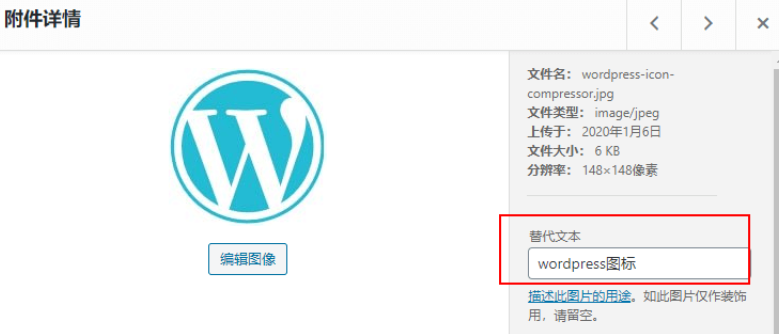 附件详情
文件名： wordpress-icon-
compressor.jpg
文件类型： image/jpeg
上传于： 2020年1月6日
文件大小： 6 KB
分辨率： 148×148像素
编辑图像
替代文本
wordpress图标
描述此图片的用途。如此图片仅作装饰
用，请留空。